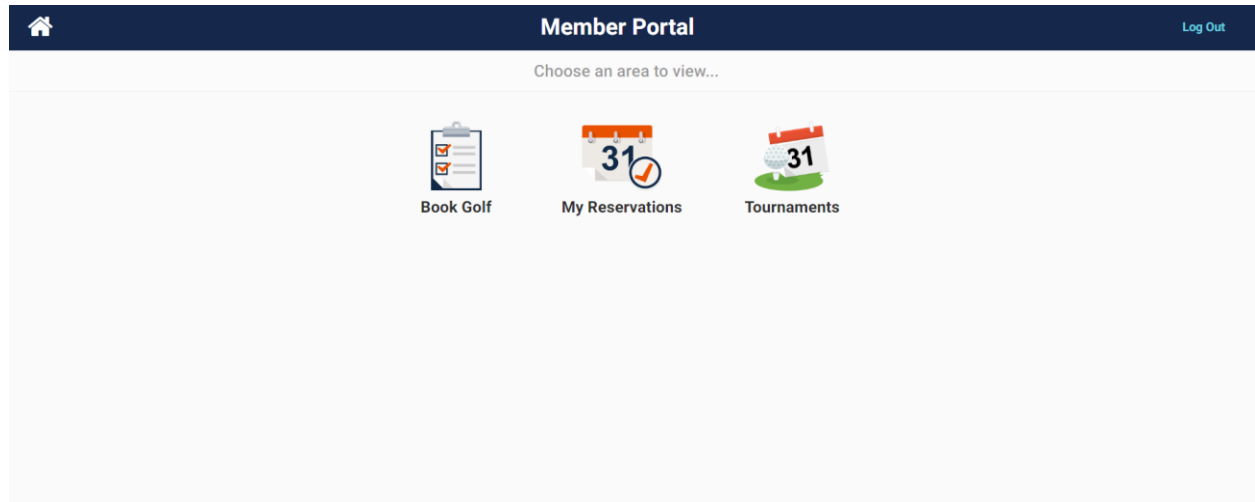 Member Portal
Log Out
Choose an area to view...
31
31
Book Golf
My Reservations
Tournaments